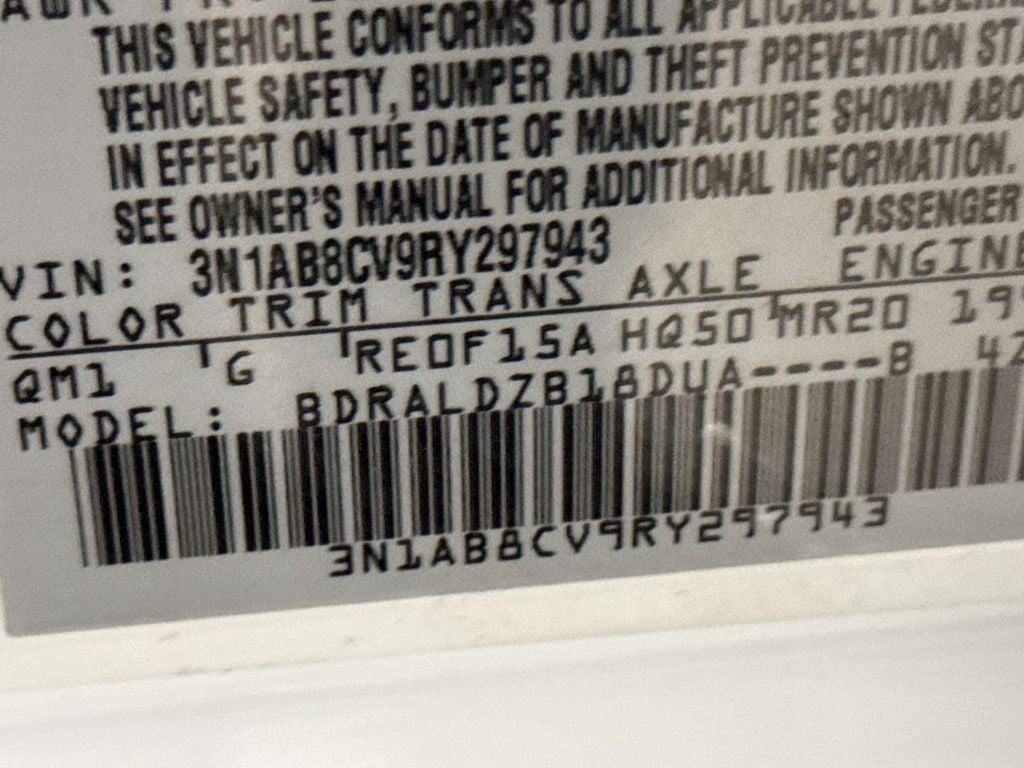 THIS VEHICLE CONFORMS TO ALL APPLICABLE
VEHICLE SAFETY, BUMPER AND THEFT PREVENTION
IN EFFECT ON THE DATE OF MANUFACTURE SHOWN
SEE OWNER'S MANUAL FOR ADDITIONAL INFORMATION.
PASSENGER
VIN: 3N1AB8CV9RY297943
COLOR TRIM TRANS AXLE ENGINE
QM1 G RE0F15A HQ50 MR20
MODEL: BDRALDZB18DUA----B
3N1AB8CV9RY297943